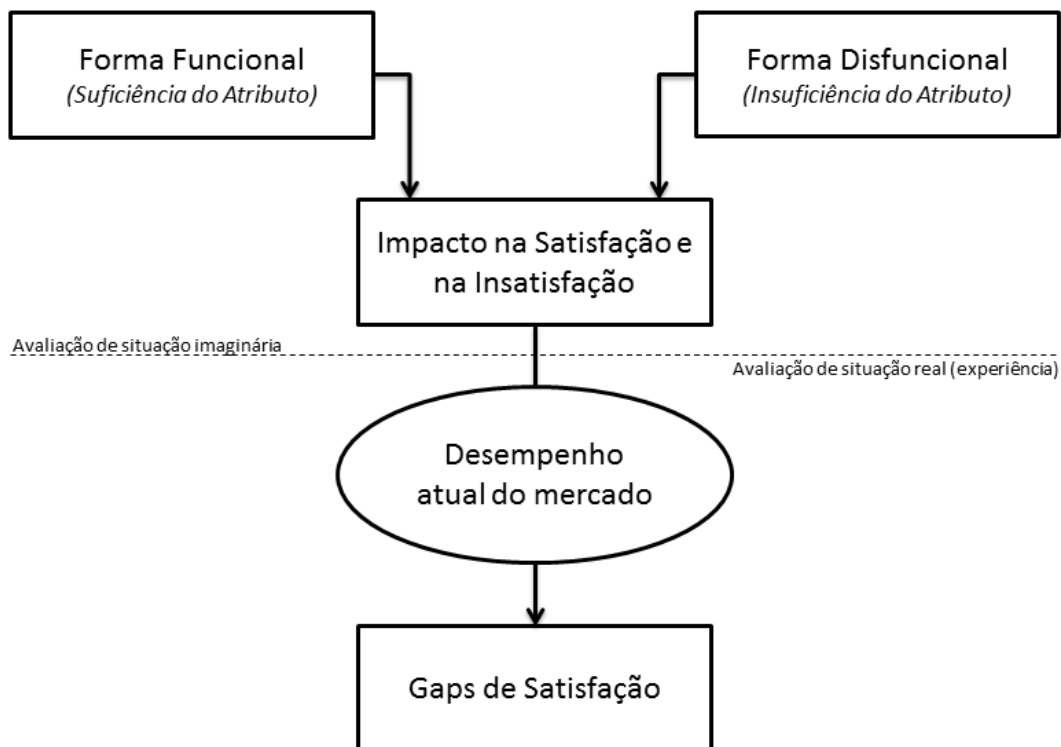 Forma Funcional
(Suficiência do Atributo)
Forma Disfuncional
(Insuficiência do Atributo)
Impacto na Satisfação e
na Insatisfação
Avaliação de situação imaginária
Avaliação de situação real (experiência)
Desempenho
atual do mercado
Gaps de Satisfação